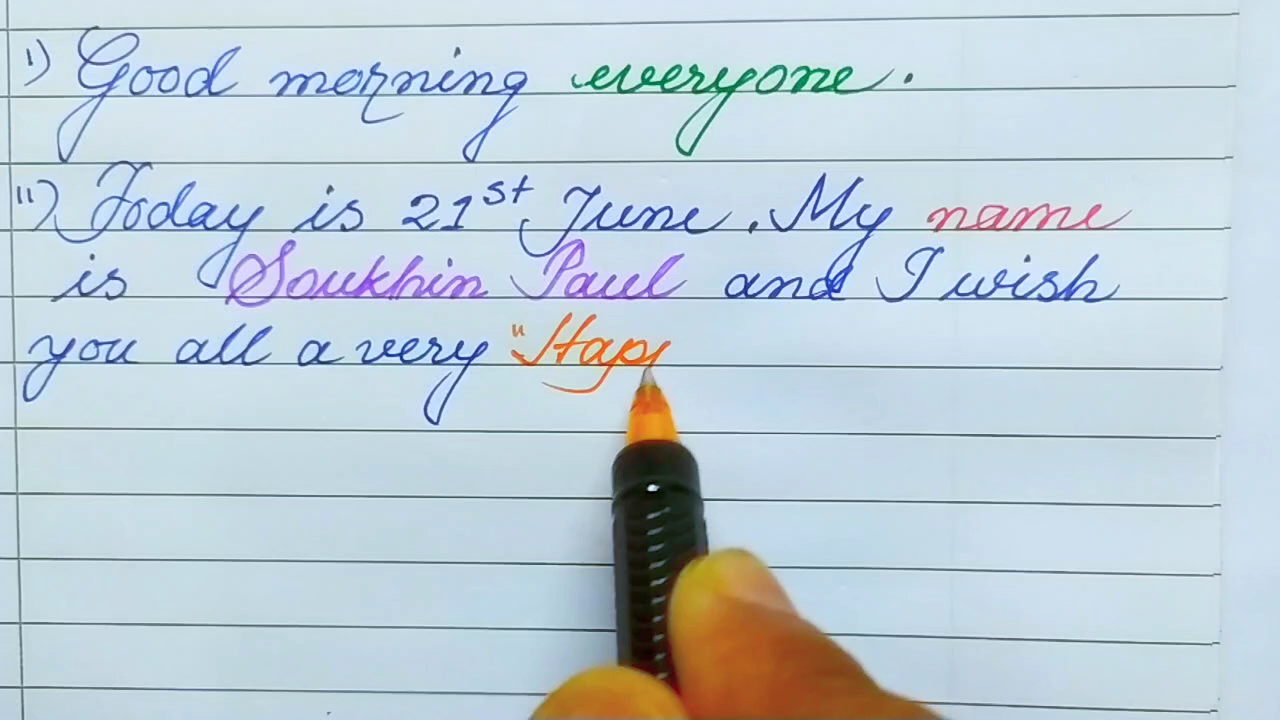 i) Good morning everyone.
ii) Today is 21st June. My name
is Soukhin Paul and I wish
you all a very "Hap